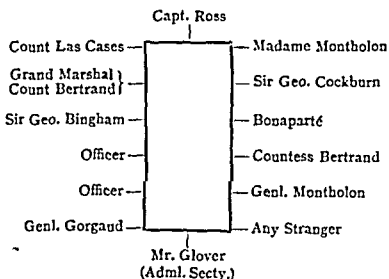 Capt. Ross
Count Las Cases
Madame Montholon
Grand Marshal
Count Bertrand
Sir Geo. Cockburn
Sir Geo. Bingham
Bonaparté
Officer
Countess Bertrand
Officer
Genl. Montholon
Genl. Gorgaud
Any Stranger
Mr. Glover
(Adml. Secty.)